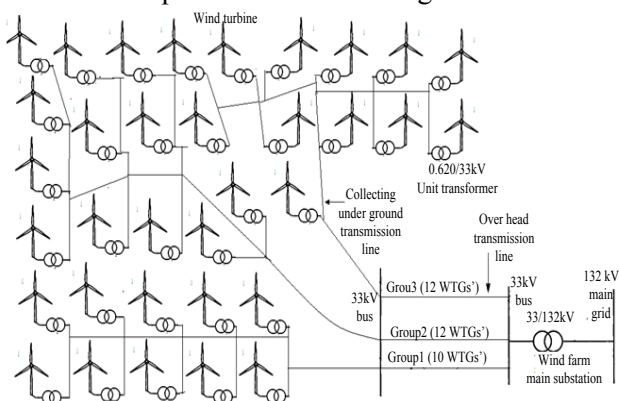 Wind turbine
0.620/33kV
Unit transformer
Collecting
under ground
transmission
line
Over head
transmission
line
33kV
bus
Grou3 (12 WTGs’)
Group2 (12 WTGs’)
Group1 (10 WTGs’)
33kV
bus
33/132kV
132 kV
main
grid
Wind farm
main substation